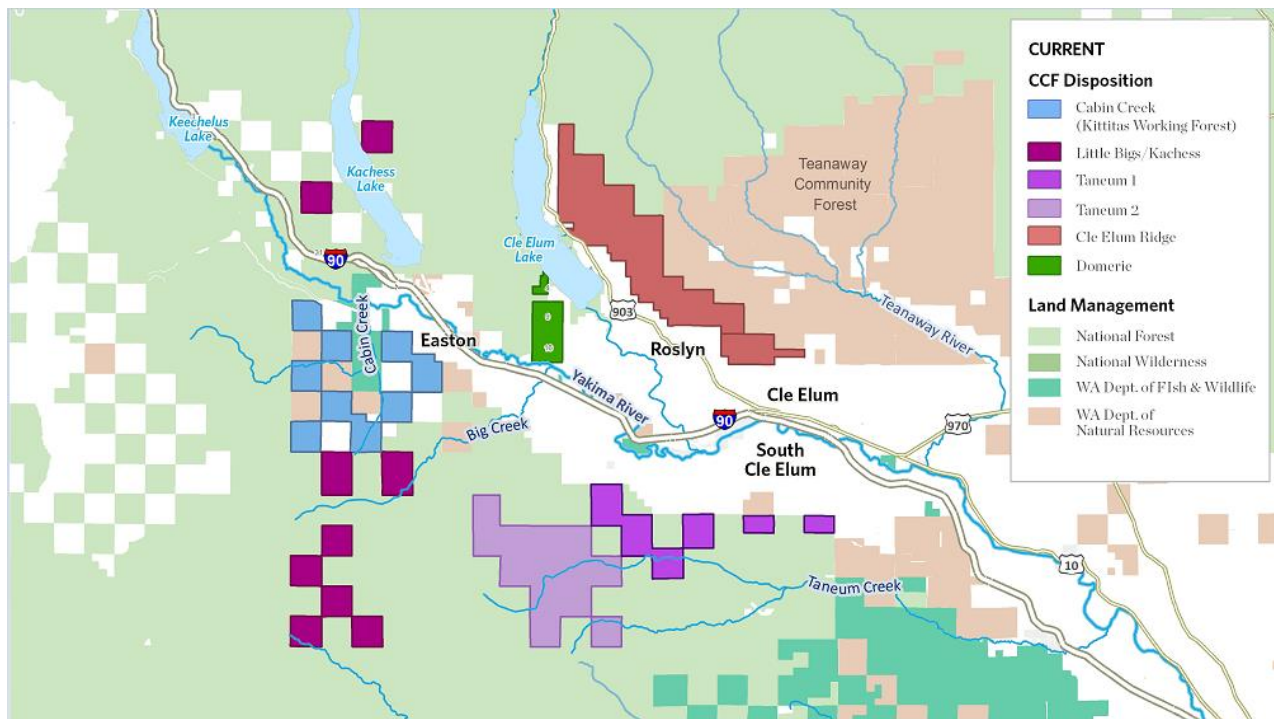 Keechelus
Lake
Kachess
Lake
Cle Elum
Lake
Teanaway
Community
Forest
Teanaway River
90
903
Cabin Creek
Easton
Roslyn
Yakima River
Cle Elum
Big Creek
90
970
South
Cle Elum
10
Taneum Creek
CURRENT
CCF Disposition
Cabin Creek
(Kittitas Working Forest)
Little Bigs/Kachess
Taneum 1
Taneum 2
Cle Elum Ridge
Domerie
Land Management
National Forest
National Wilderness
WA Dept. of FIsh & Wildlife
WA Dept. of
Natural Resources